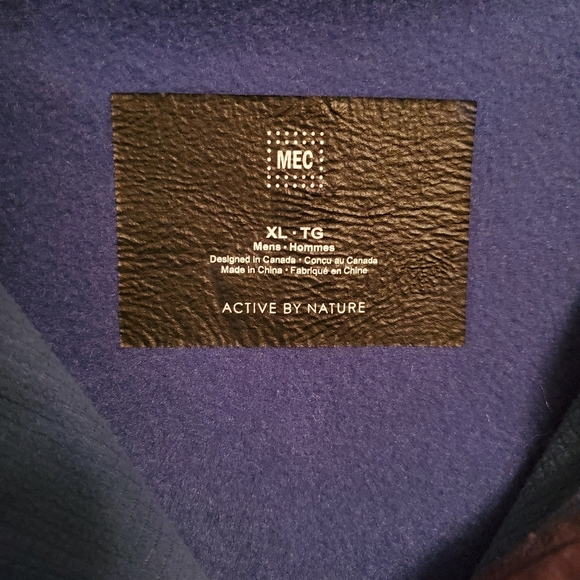 MEC
XL · TG
Mens · Hommes
Designed in Canada · Conçu au Canada
Made in China · Fabriqué en Chine
ACTIVE BY NATURE